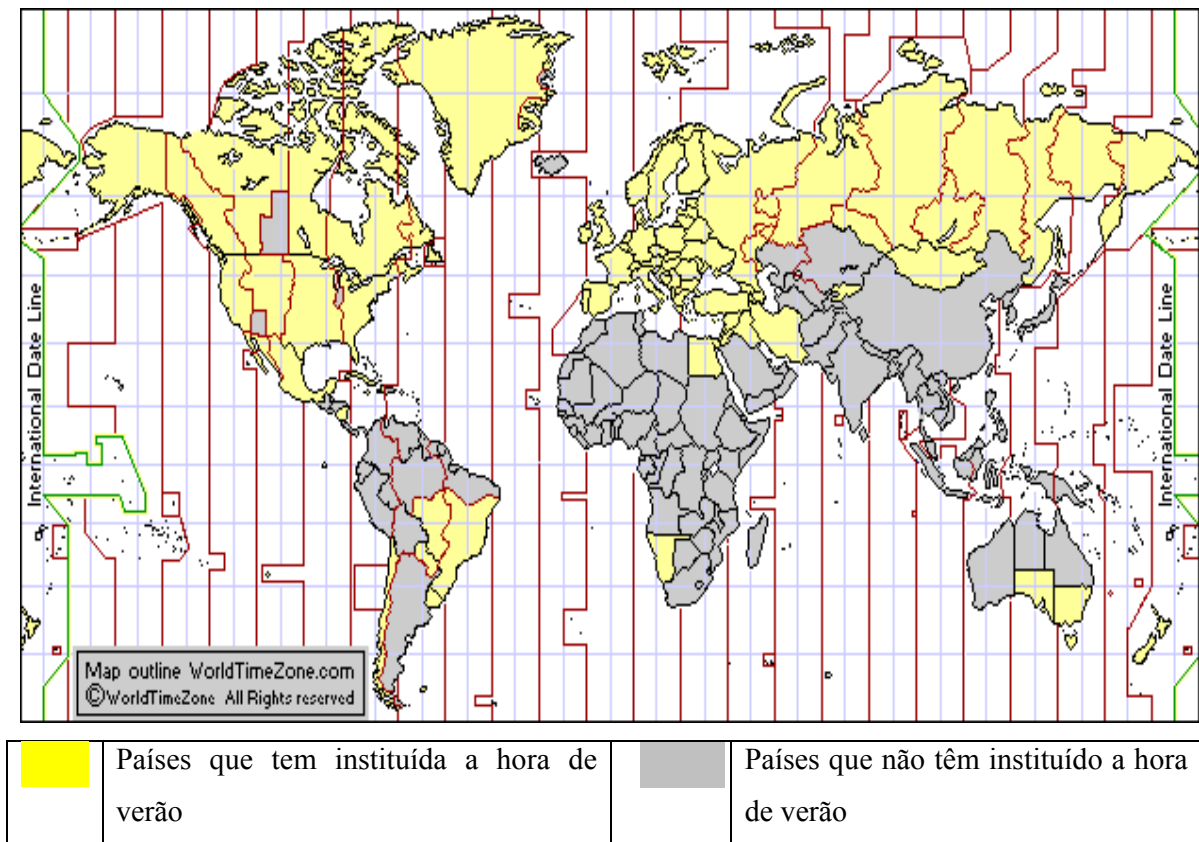 International Date Line
International Date Line
Map outline WorldTimeZone.com
©WorldTimeZone All Rights reserved
Países que tem instituída a hora de
verão
Países que não têm instituído a hora
de verão